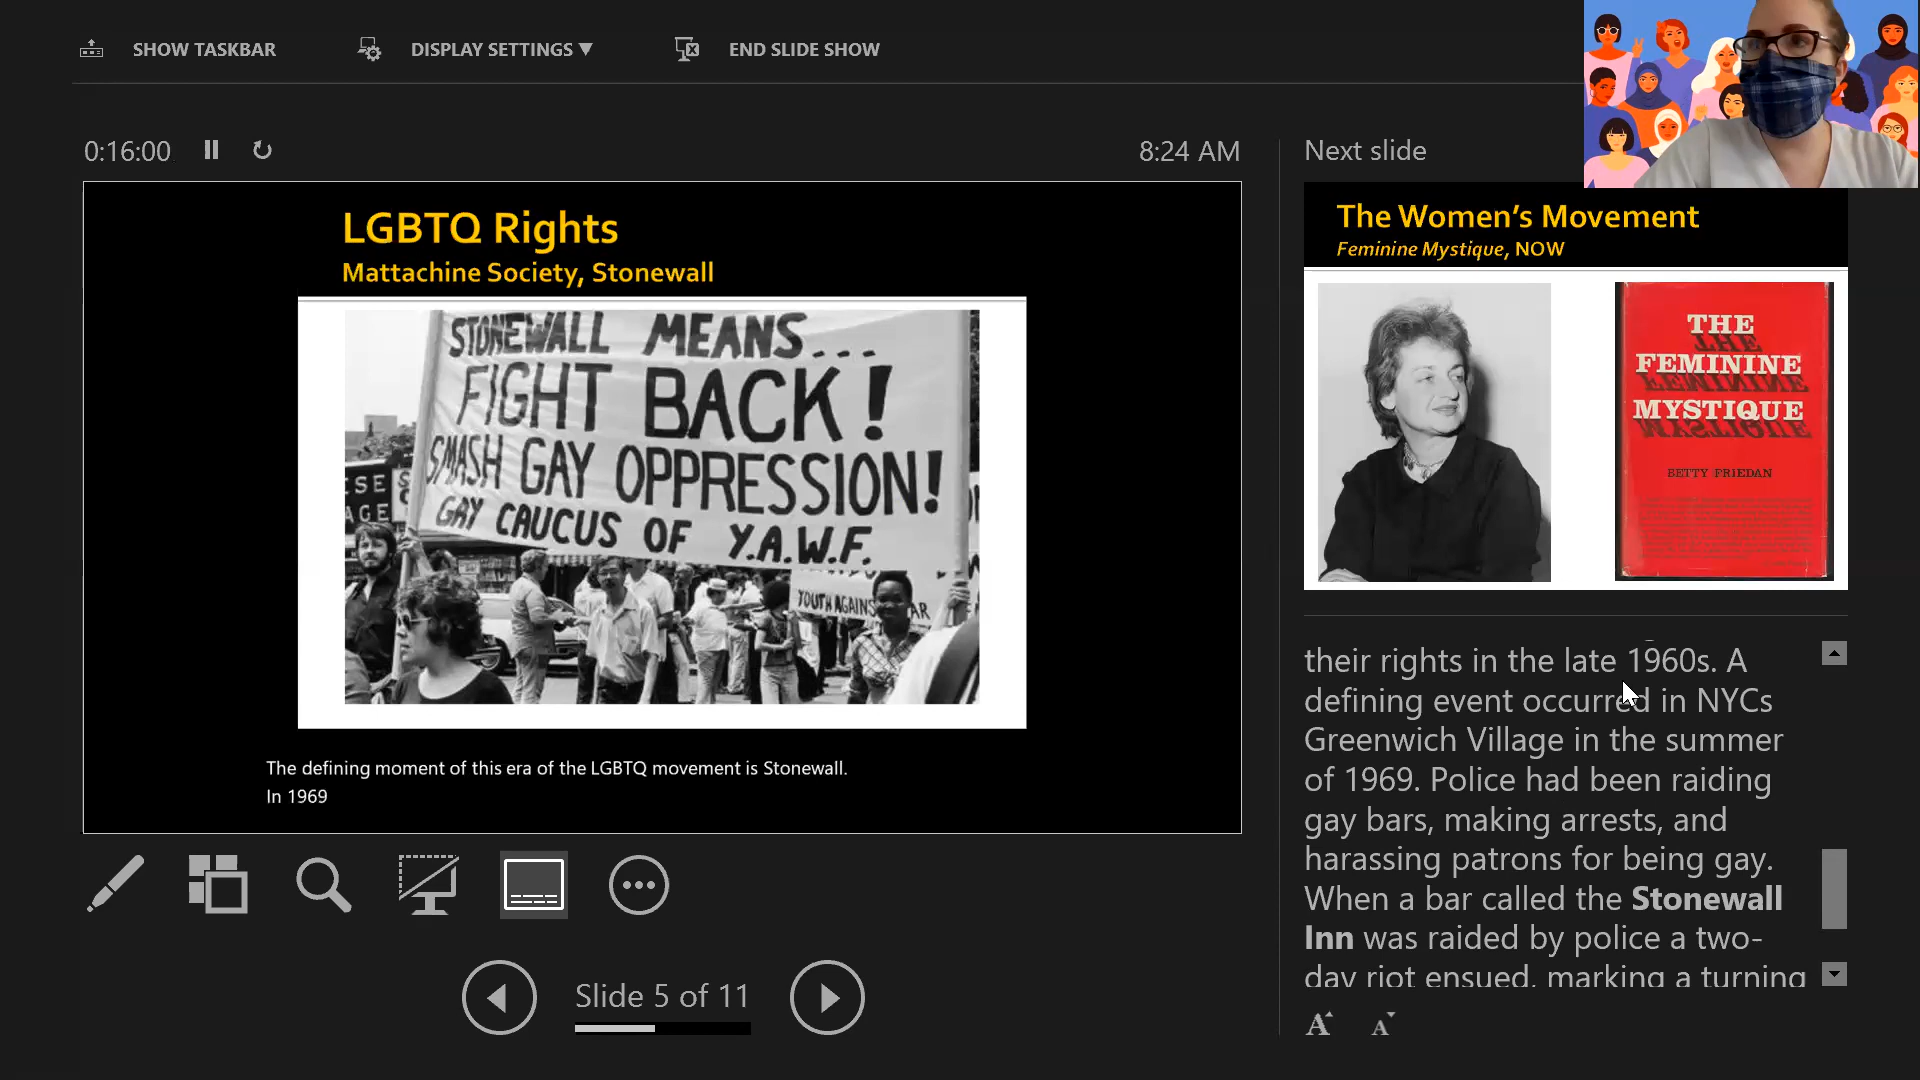 SHOW TASKBAR
DISPLAY SETTINGS ▼
END SLIDE SHOW
0:16:00
8:24 AM
LGBTQ Rights
Mattachine Society, Stonewall
STONEWALL MEANS...
FIGHT BACK!
SMASH GAY OPPRESSION!
GAY CAUCUS OF Y.A.W.F.
YOUTH AGAINS AR
The defining moment of this era of the LGBTQ movement is Stonewall.
In 1969
Slide 5 of 11
Next slide
The Women's Movement
Feminine Mystique, NOW
THE
FEMININE
MYSTIQUE
BETTY FRIEDAN
their rights in the late 1960s. A
defining event occurred in NYCs
Greenwich Village in the summer
of 1969. Police had been raiding
gay bars, making arrests, and
harassing patrons for being gay.
When a bar called the Stonewall
Inn was raided by police a two-
day riot ensued, marking a turning
A A